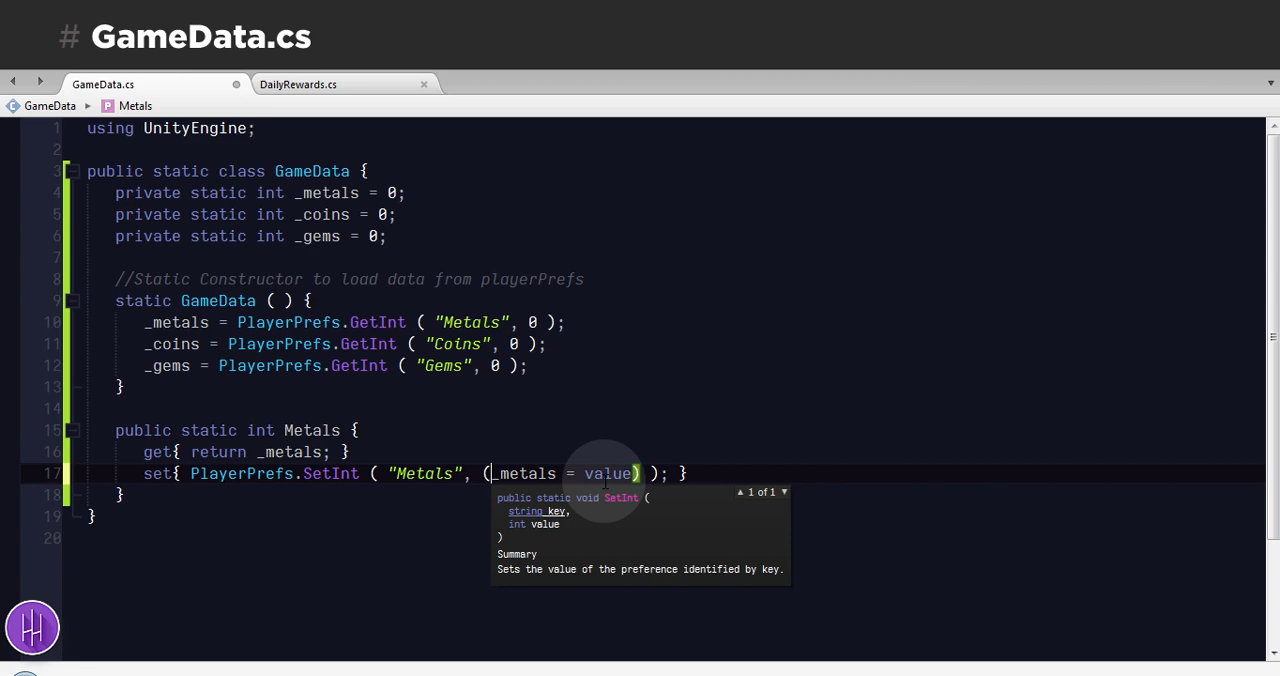 # GameData.cs
GameData.cs
DailyRewards.cs
GameData Metals
1 using UnityEngine;
2
3 public static class GameData {
4 private static int _metals = 0;
5 private static int _coins = 0;
6 private static int _gems = 0;
7
8 //Static Constructor to load data from playerPrefs
9 static GameData ( ) {
10 _metals = PlayerPrefs.GetInt ( "Metals", 0 );
11 _coins = PlayerPrefs.GetInt ( "Coins", 0 );
12 _gems = PlayerPrefs.GetInt ( "Gems", 0 );
13 }
14
15 public static int Metals {
16 get{ return _metals; }
17 set{ PlayerPrefs.SetInt ( "Metals", (_metals = value) ); }
18 }
19 }
20
public static void SetInt (
▲ 1 of 1 ▼
string key,
int value
)
Summary
Sets the value of the preference identified by key.